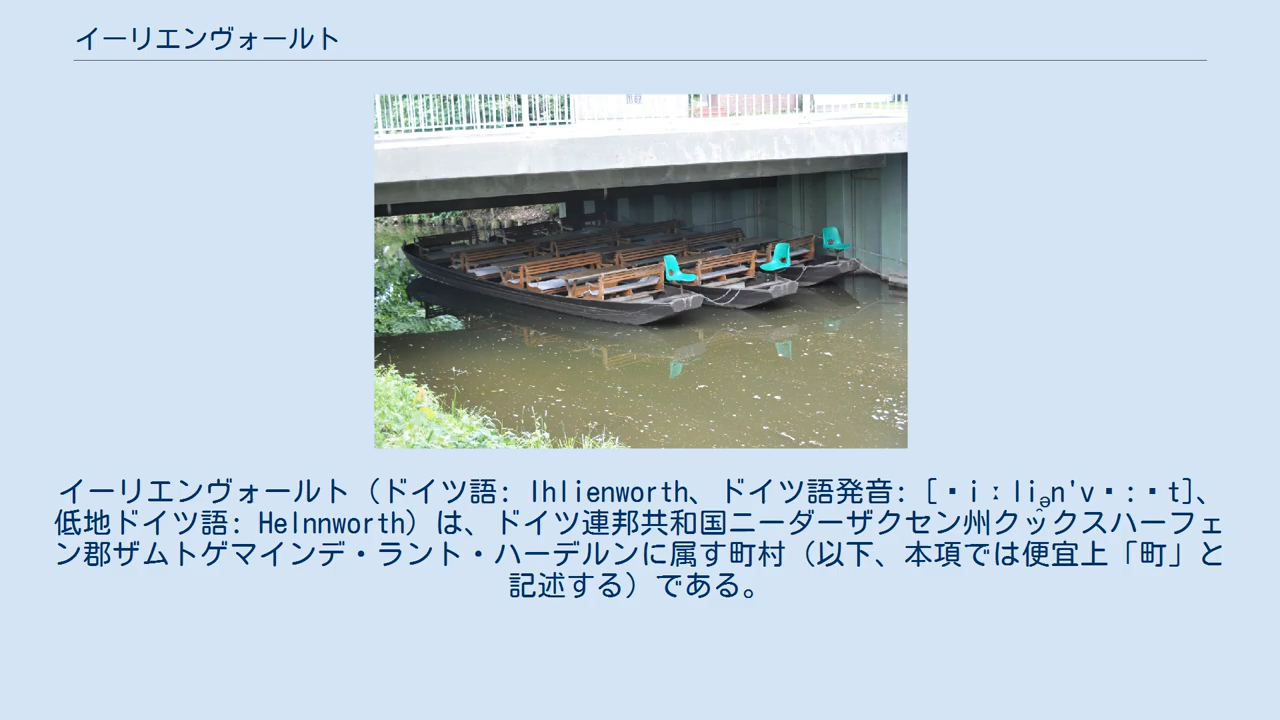 イーリエンヴォールト
イーリエンヴォールト（ドイツ語: Ihlienworth、ドイツ語発音: [▪iːli̯ən'v▪:▪t]、
低地ドイツ語: Helnnworth）は、ドイツ連邦共和国ニーダーザクセン州クックスハーフェ
ン郡ザムトゲマインデ・ラント・ハーデルンに属す町村（以下、本項では便宜上「町」と
記述する）である。